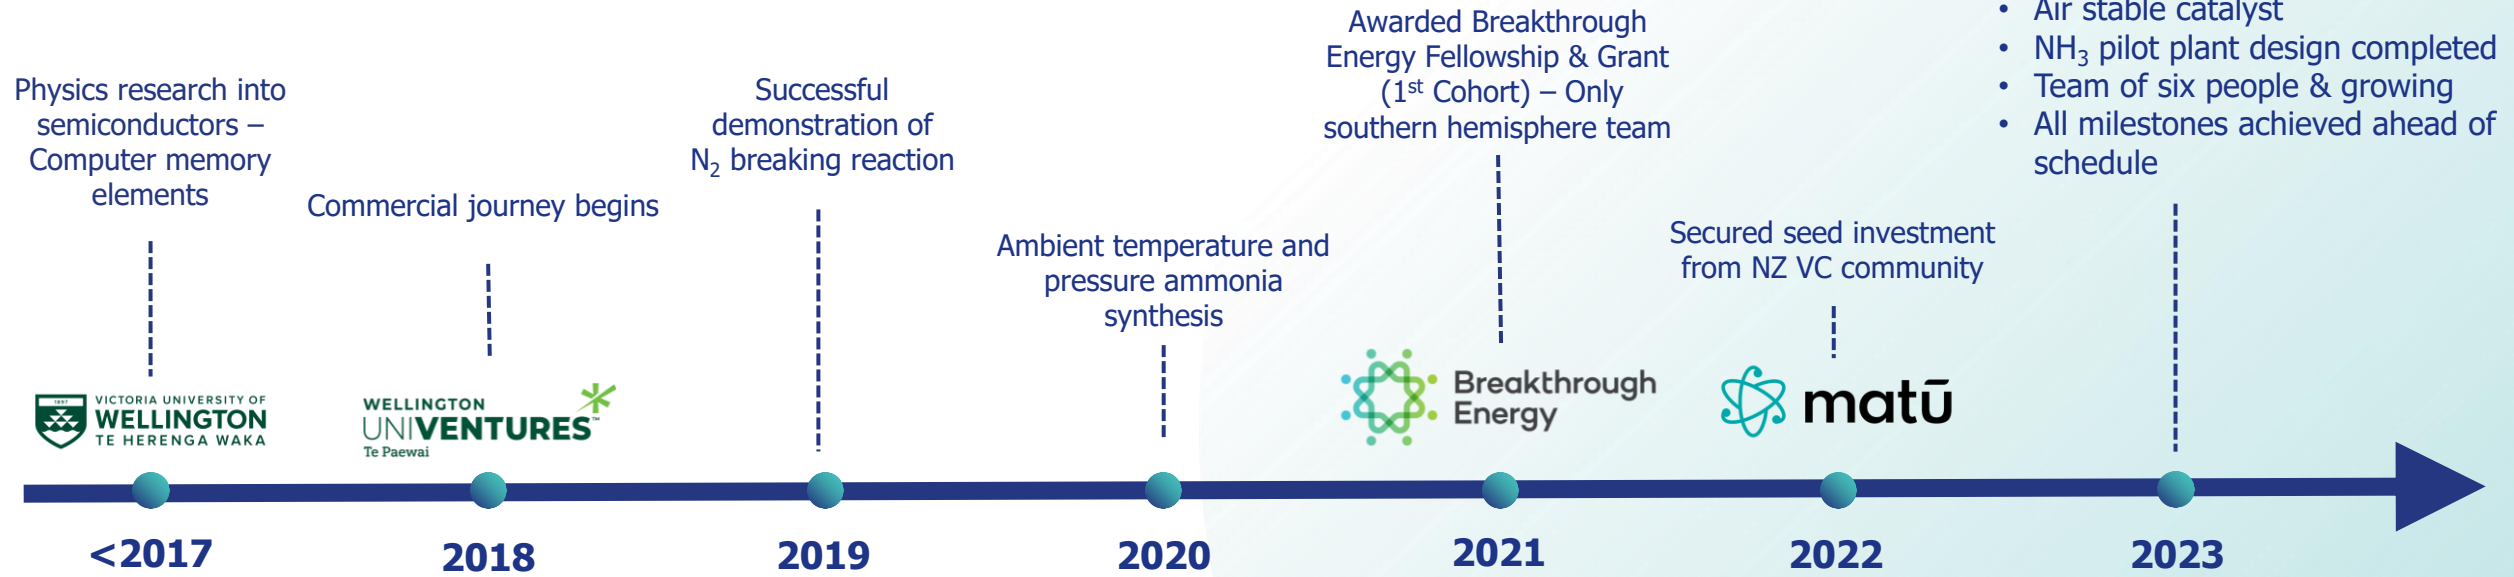 Physics research into
semiconductors –
Computer memory
elements
VICTORIA UNIVERSITY OF
WELLINGTON
TE HERENGA WAKA
1897
<2017
Commercial journey begins
WELLINGTON
UNIVENTURES™
Te Paewai
2018
Successful
demonstration of
N₂ breaking reaction
2019
Ambient temperature and
pressure ammonia
synthesis
2020
Awarded Breakthrough
Energy Fellowship & Grant
(1ˢᵗ Cohort) – Only
southern hemisphere team
Breakthrough
Energy
2021
Secured seed investment
from NZ VC community
matū
2022
• Air stable catalyst
• NH₃ pilot plant design completed
• Team of six people & growing
• All milestones achieved ahead of
schedule
2023